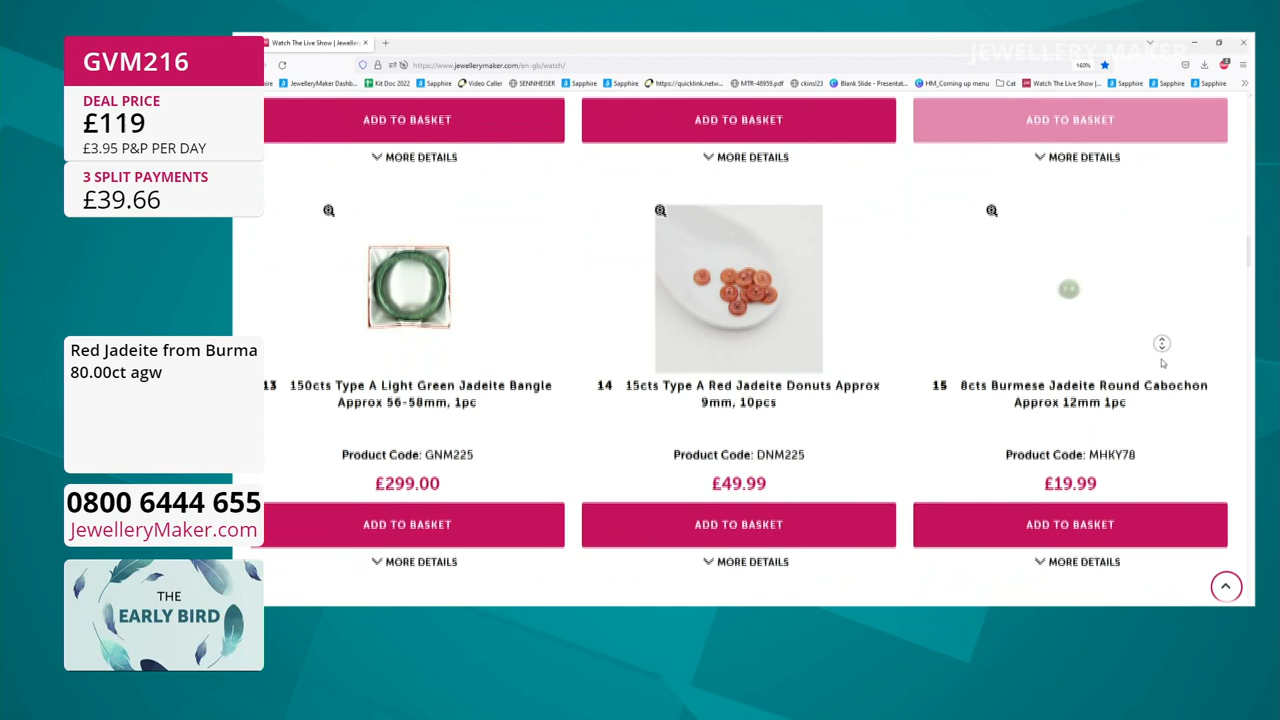 GVM216
DEAL PRICE
£119
£3.95 P&P PER DAY
3 SPLIT PAYMENTS
£39.66
Red Jadeite from Burma
80.00ct agw
0800 6444 655
JewelleryMaker.com
THE
EARLY BIRD
Watch The Live Show | Jeweller
JEWELLERY MAKER
https://www.jewellerymaker.com/en-gb/watch/
160%
JewelleryMaker Dashb... Kit Doc 2022 Sapphire Video Caller SENNHEISER Sapphire Sapphire https://quicklink.netw... MTR-48959.pdf ckins!23 Blank Slide - Presentat... HM_Coming up menu Cat Watch The Live Show |... Sapphire Sapphire Sapphire
ADD TO BASKET ADD TO BASKET ADD TO BASKET
MORE DETAILS MORE DETAILS MORE DETAILS
13 150cts Type A Light Green Jadeite Bangle
Approx 56-58mm, 1pc
Product Code: GNM225
£299.00
ADD TO BASKET
MORE DETAILS
14 15cts Type A Red Jadeite Donuts Approx
9mm, 10pcs
Product Code: DNM225
£49.99
ADD TO BASKET
MORE DETAILS
15 8cts Burmese Jadeite Round Cabochon
Approx 12mm 1pc
Product Code: MHKY78
£19.99
ADD TO BASKET
MORE DETAILS